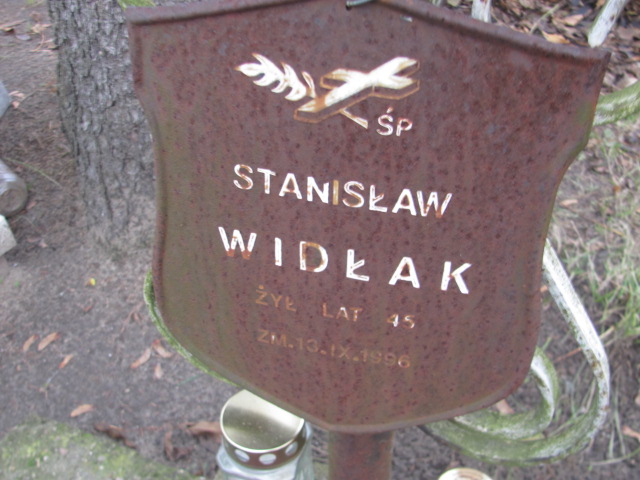 ŚP
STANISŁAW
WIDŁAK
ŻYŁ LAT 45
ZM.13.IX.1996